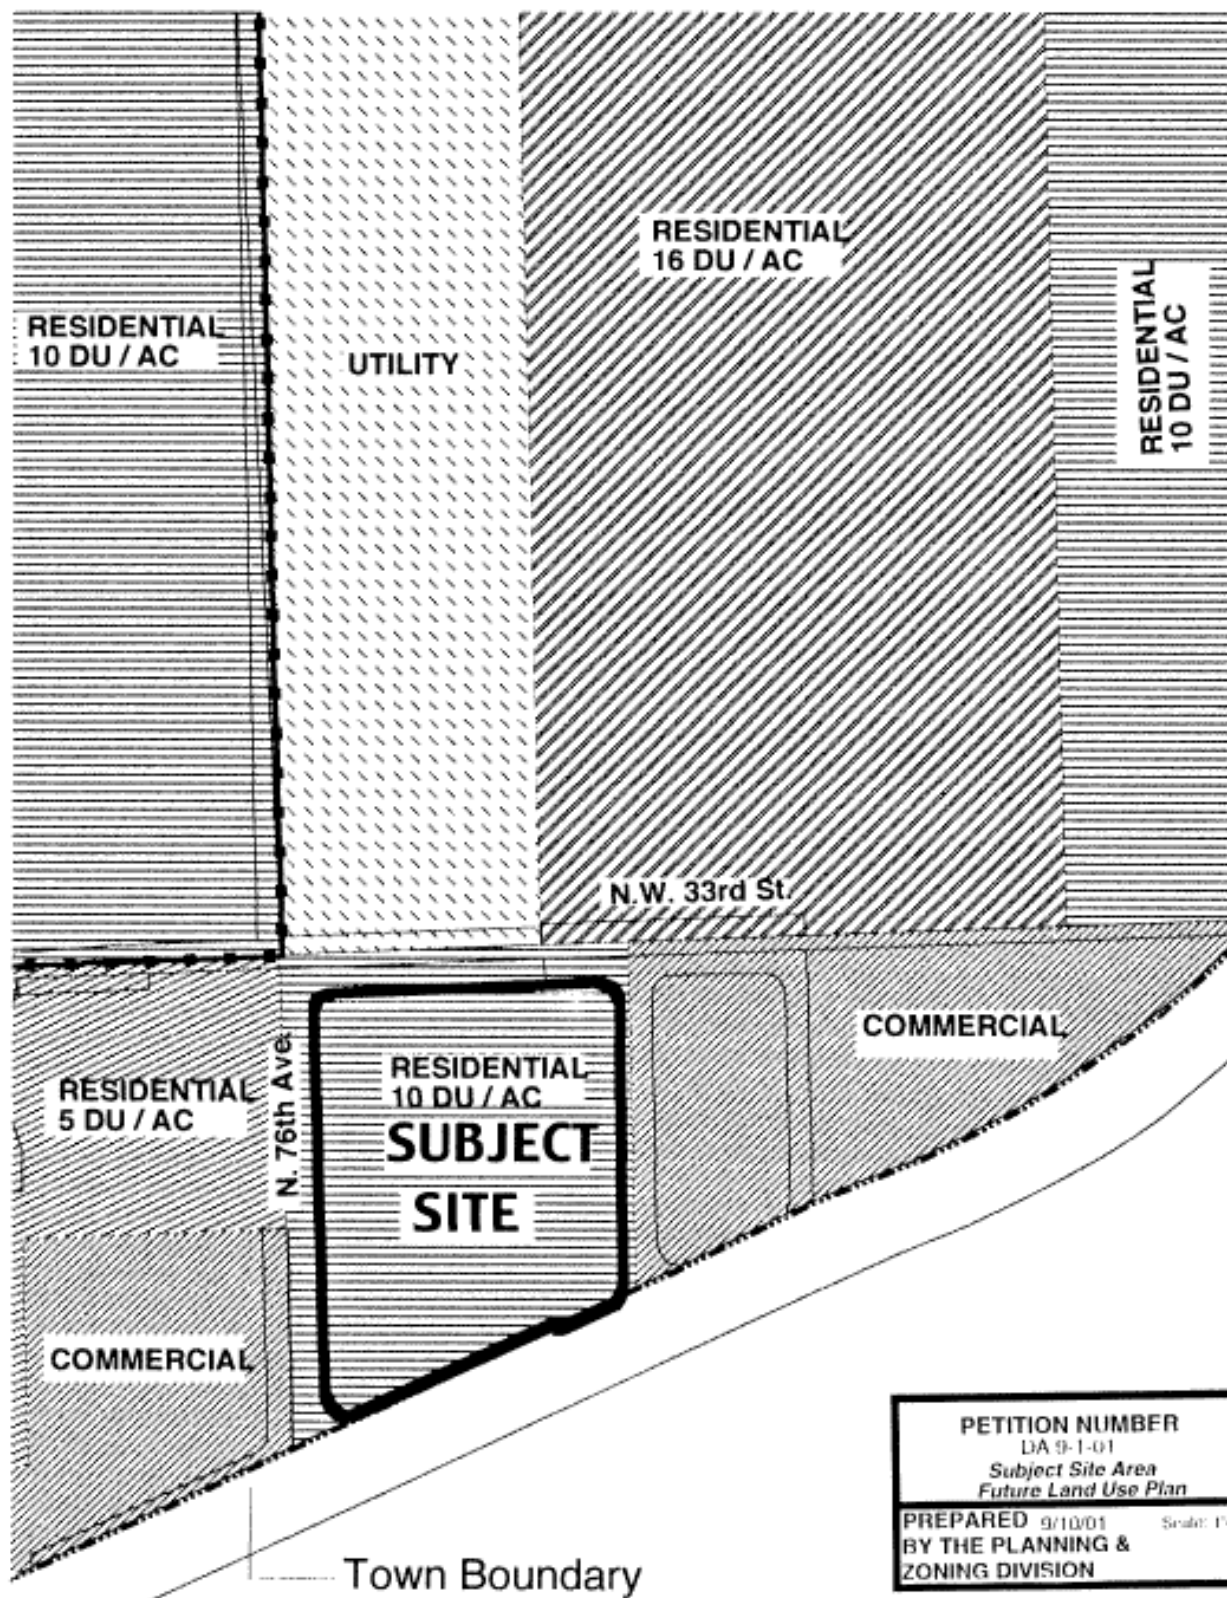 RESIDENTIAL
16 DU / AC
RESIDENTIAL
10 DU / AC
RESIDENTIAL
10 DU / AC
UTILITY
N.W. 33rd St.
COMMERCIAL
N. 76th Ave.
RESIDENTIAL
5 DU / AC
RESIDENTIAL
10 DU / AC
SUBJECT
SITE
COMMERCIAL
PETITION NUMBER
DA 9-1-01
Subject Site Area
Future Land Use Plan
PREPARED 9/10/01 Scale:
BY THE PLANNING &
ZONING DIVISION
Town Boundary